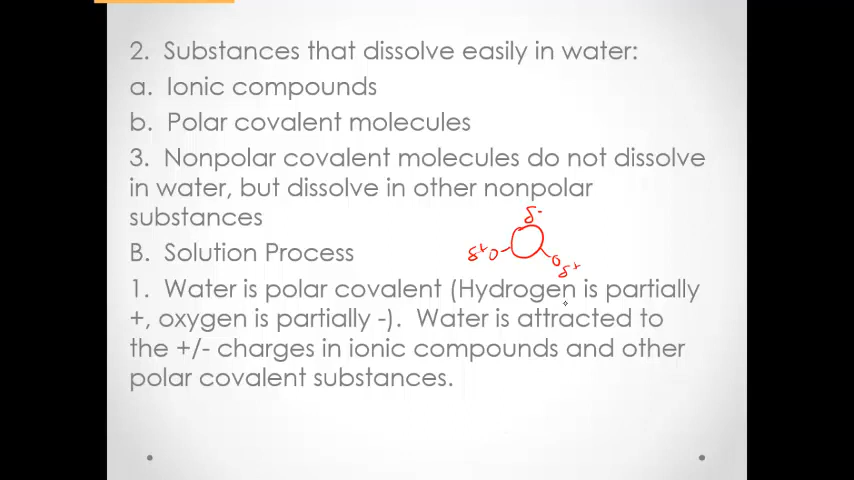 2. Substances that dissolve easily in water:
a. Ionic compounds
b. Polar covalent molecules
3. Nonpolar covalent molecules do not dissolve
in water, but dissolve in other nonpolar
substances
δ-
B. Solution Process
δ+
δ+
1. Water is polar covalent (Hydrogen is partially
+, oxygen is partially -). Water is attracted to
the +/- charges in ionic compounds and other
polar covalent substances.